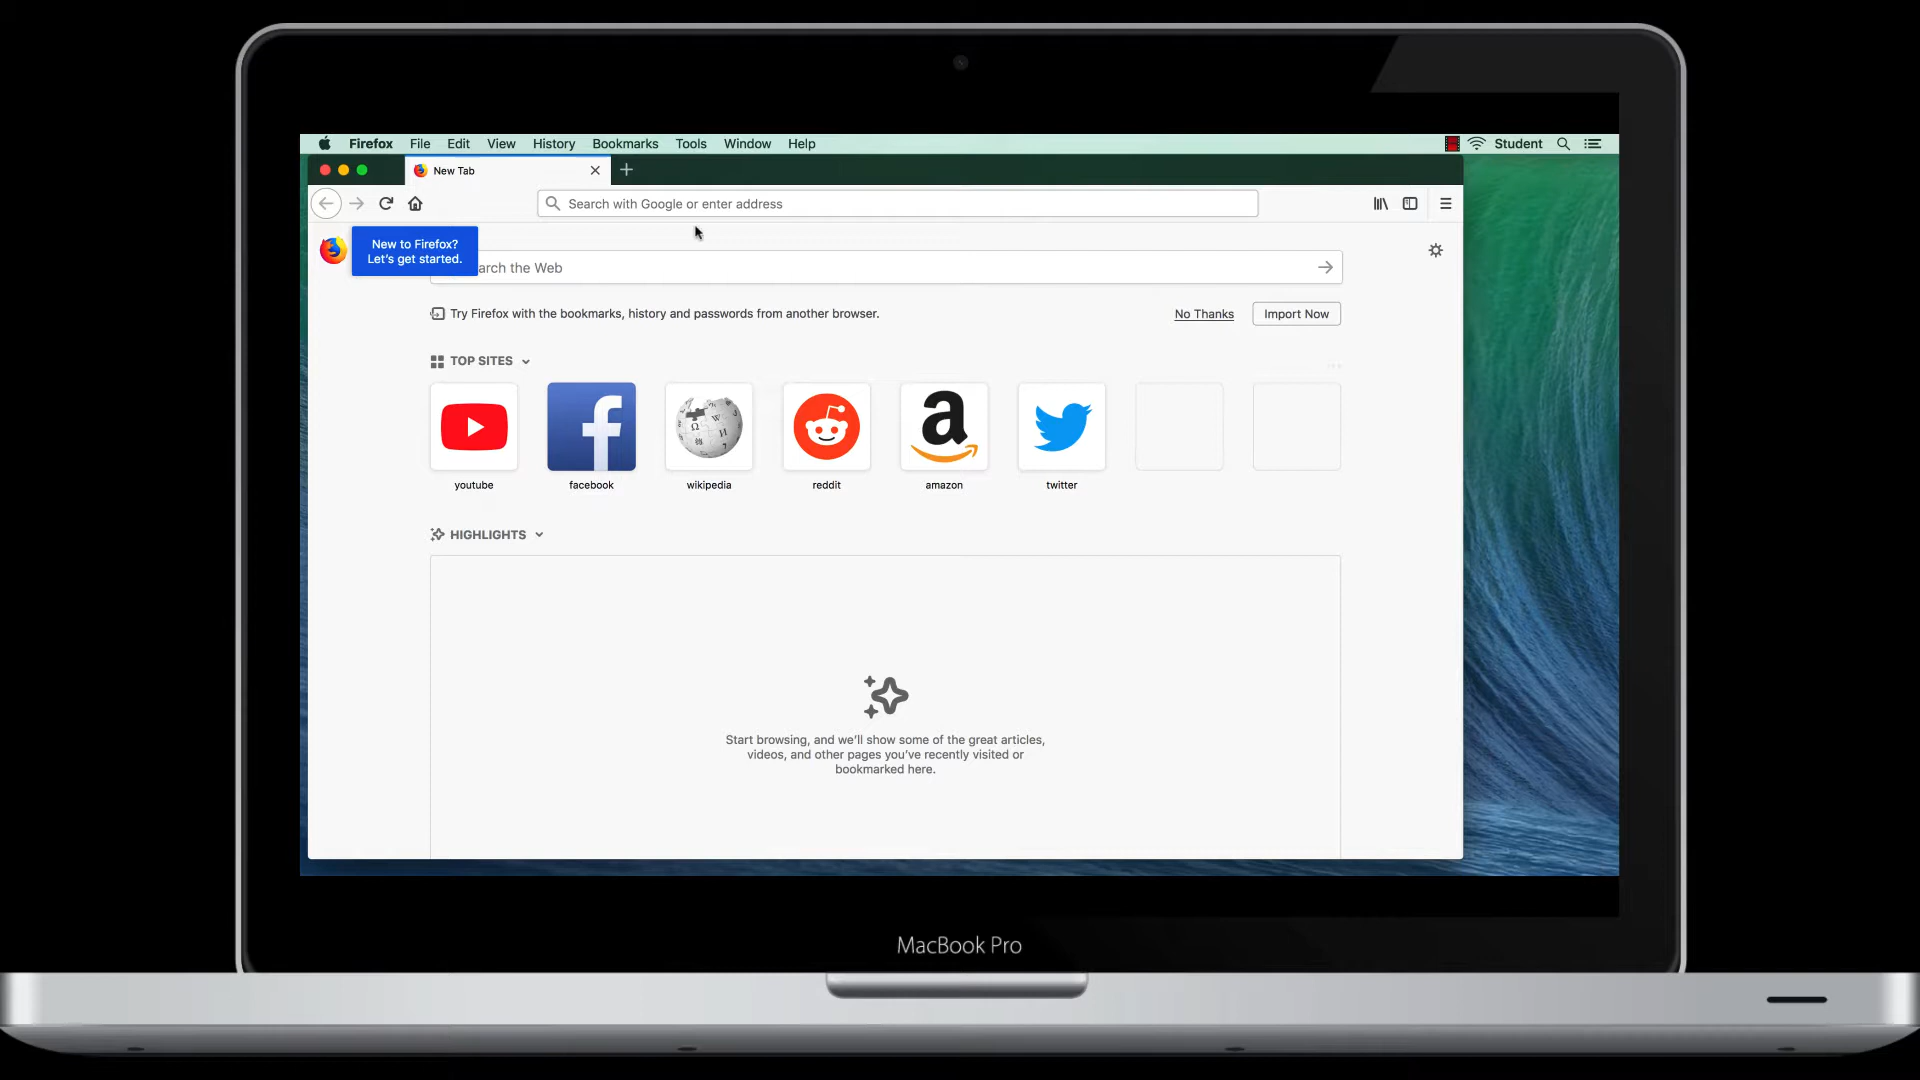 Firefox File Edit View History Bookmarks Tools Window Help Student
New Tab
Search with Google or enter address
New to Firefox?
Let's get started.
arch the Web
Try Firefox with the bookmarks, history and passwords from another browser. No Thanks Import Now
TOP SITES
youtube facebook wikipedia reddit amazon twitter
HIGHLIGHTS
Start browsing, and we'll show some of the great articles,
videos, and other pages you've recently visited or
bookmarked here.
MacBook Pro